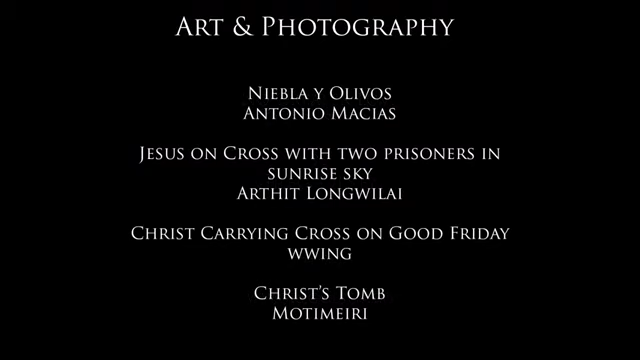 Art & Photography
Niebla y Olivos
Antonio Macias
Jesus on Cross with two prisoners in
sunrise sky
Arthit Longwilai
Christ Carrying Cross on Good Friday
wwing
Christ's Tomb
Motimeiri